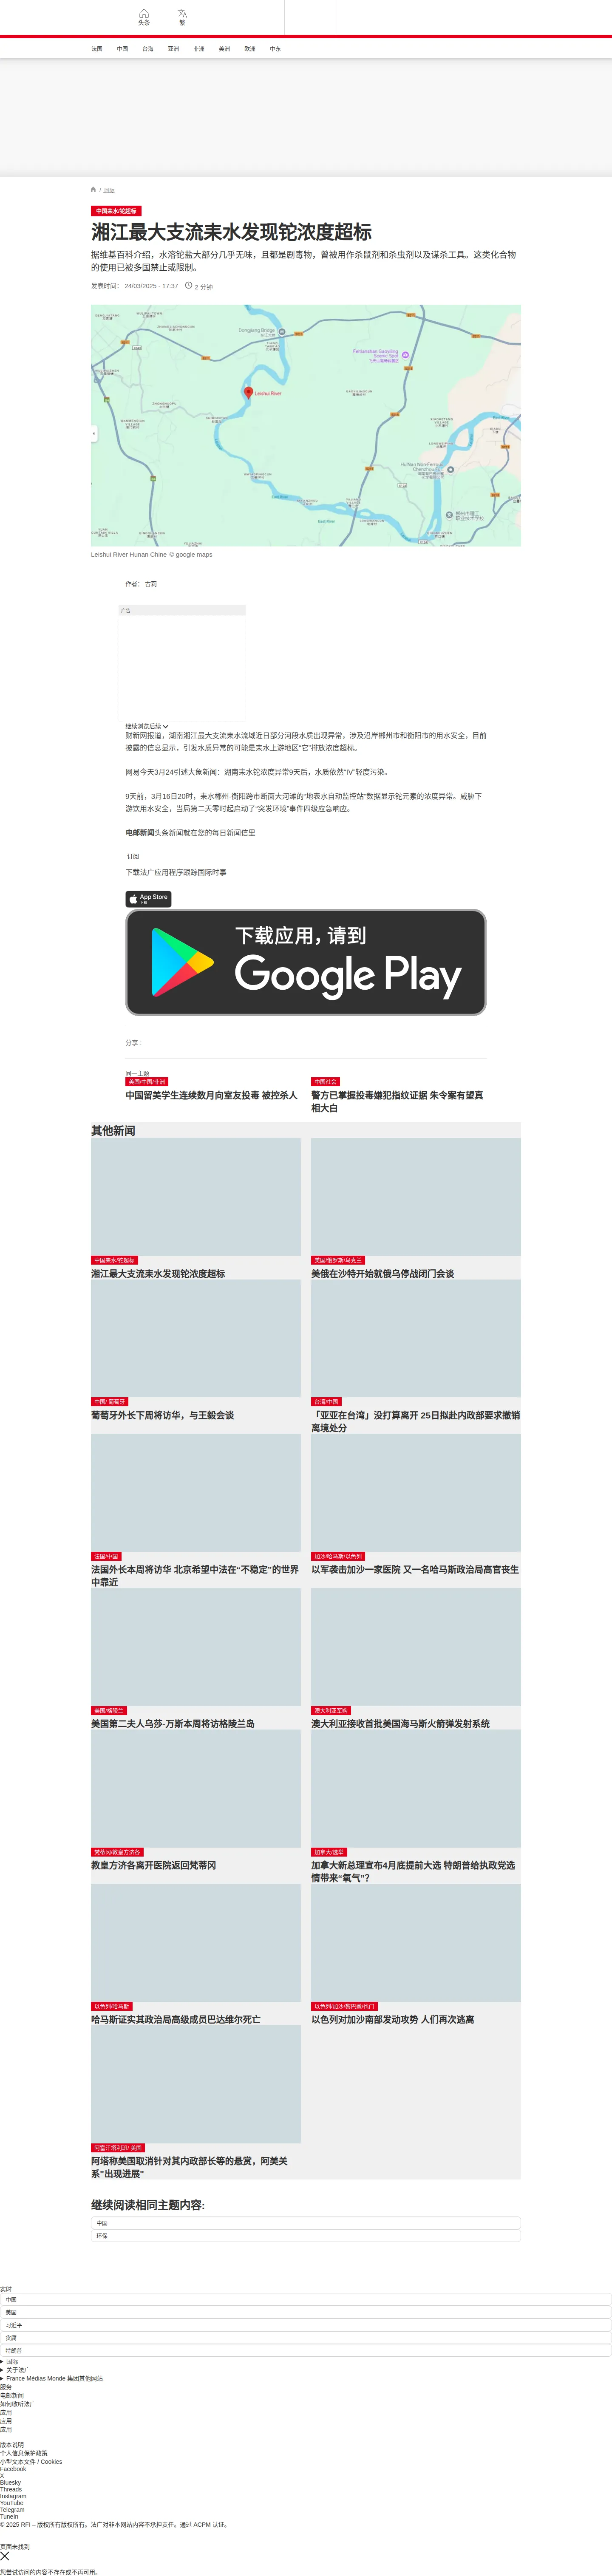 头条
繁
法国
中国
台海
亚洲
非洲
美洲
欧洲
中东
/ 国际
中国耒水/铊超标
湘江最大支流耒水发现铊浓度超标
据维基百科介绍，水溶铊盐大部分几乎无味，且都是剧毒物，曾被用作杀鼠剂和杀虫剂以及谋杀工具。这类化合物
的使用已被多国禁止或限制。
发表时间： 24/03/2025 - 17:37
2 分钟
Dongjiang Bridge
Feitianshan Gaoding
Scenic Spot
Leishui River
East River
Leishui River Hunan Chine © google maps
作者： 古莉
广告
继续浏览后续
财新网报道，湖南湘江最大支流耒水流域近日部分河段水质出现异常，涉及沿岸郴州市和衡阳市的用水安全，目前
披露的信息显示，引发水质异常的可能是耒水上游地区“它”排放浓度超标。
网易今天3月24引述大象新闻：湖南耒水铊浓度异常9天后，水质依然“IV”轻度污染。
9天前，3月16日20时，耒水郴州-衡阳跨市断面大河滩的“地表水自动监控站”数据显示铊元素的浓度异常。威胁下
游饮用水安全，当局第二天零时起启动了“突发环境”事件四级应急响应。
电邮新闻头条新闻就在您的每日新闻信里
订阅
下载法广应用程序跟踪国际时事
App Store
下载
下载应用，请到
Google Play
分享 :
同一主题
美国/中国/非洲
中国留美学生连续数月向室友投毒 被控杀人
中国社会
警方已掌握投毒嫌犯指纹证据 朱令案有望真
相大白
其他新闻
中国耒水/铊超标
湘江最大支流耒水发现铊浓度超标
美国/俄罗斯/乌克兰
美俄在沙特开始就俄乌停战闭门会谈
中国/ 葡萄牙
葡萄牙外长下周将访华，与王毅会谈
台湾/中国
「亚亚在台湾」没打算离开 25日拟赴内政部要求撤销
离境处分
法国/中国
法国外长本周将访华 北京希望中法在“不稳定”的世界
中靠近
加沙/哈马斯/以色列
以军袭击加沙一家医院 又一名哈马斯政治局高官丧生
美国/格陵兰
美国第二夫人乌莎-万斯本周将访格陵兰岛
澳大利亚军购
澳大利亚接收首批美国海马斯火箭弹发射系统
梵蒂冈/教皇方济各
教皇方济各离开医院返回梵蒂冈
加拿大/选举
加拿大新总理宣布4月底提前大选 特朗普给执政党选
情带来“氧气”？
以色列/哈马斯
哈马斯证实其政治局高级成员巴达维尔死亡
以色列/加沙/黎巴嫩/也门
以色列对加沙南部发动攻势 人们再次逃离
阿富汗塔利班/ 美国
阿塔称美国取消针对其内政部长等的悬赏，阿美关
系"出现进展"
继续阅读相同主题内容:
中国
环保
实时
中国
美国
习近平
贪腐
特朗普
国际
关于法广
France Médias Monde 集团其他网站
服务
电邮新闻
如何收听法广
应用
应用
应用
版本说明
个人信息保护政策
小型文本文件 / Cookies
Facebook
X
Bluesky
Threads
Instagram
YouTube
Telegram
TuneIn
© 2025 RFI – 版权所有版权所有。法广对非本网站内容不承担责任。通过 ACPM 认证。
页面未找到
您尝试访问的内容不存在或不再可用。